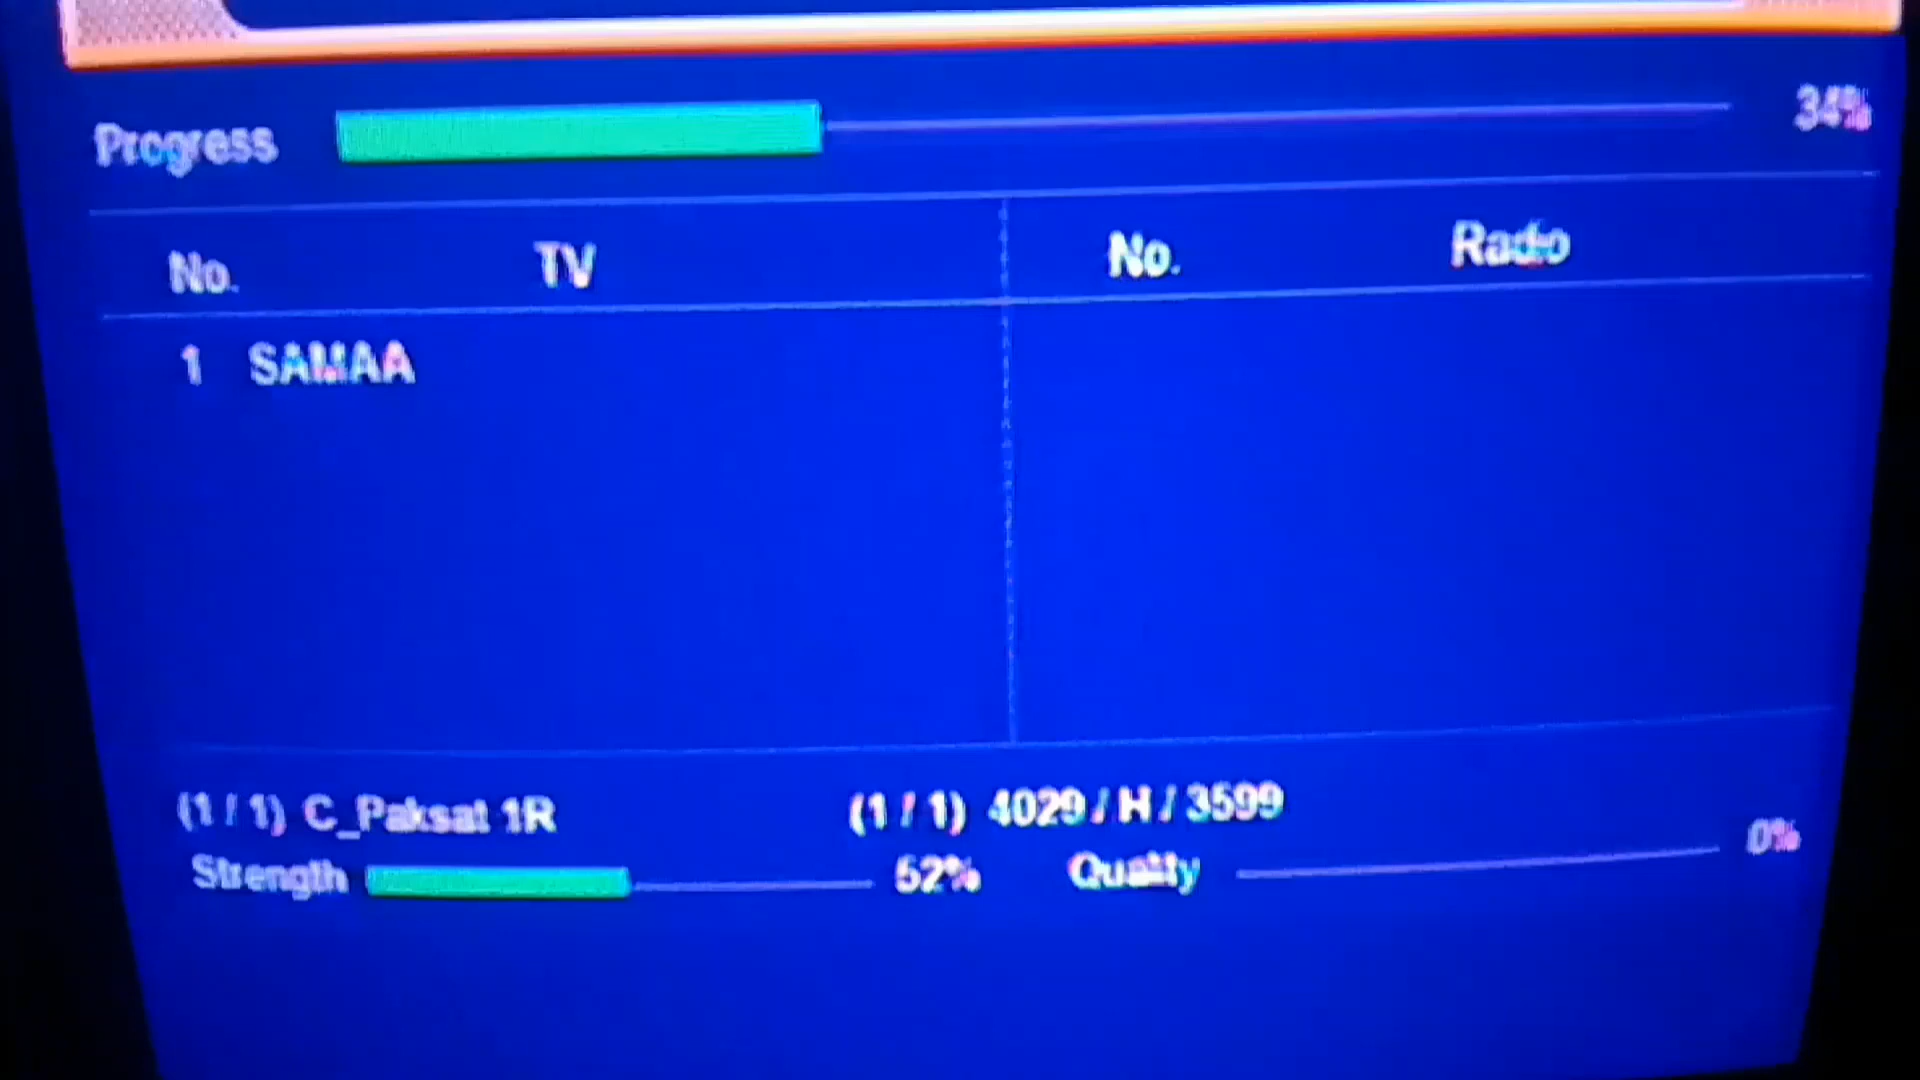 Progress 34%
No. TV No. Radio
1 SAMAA
(1 / 1) C_Paksat 1R (1 / 1) 4029 / H / 3599
Strength 52% Quality 0%